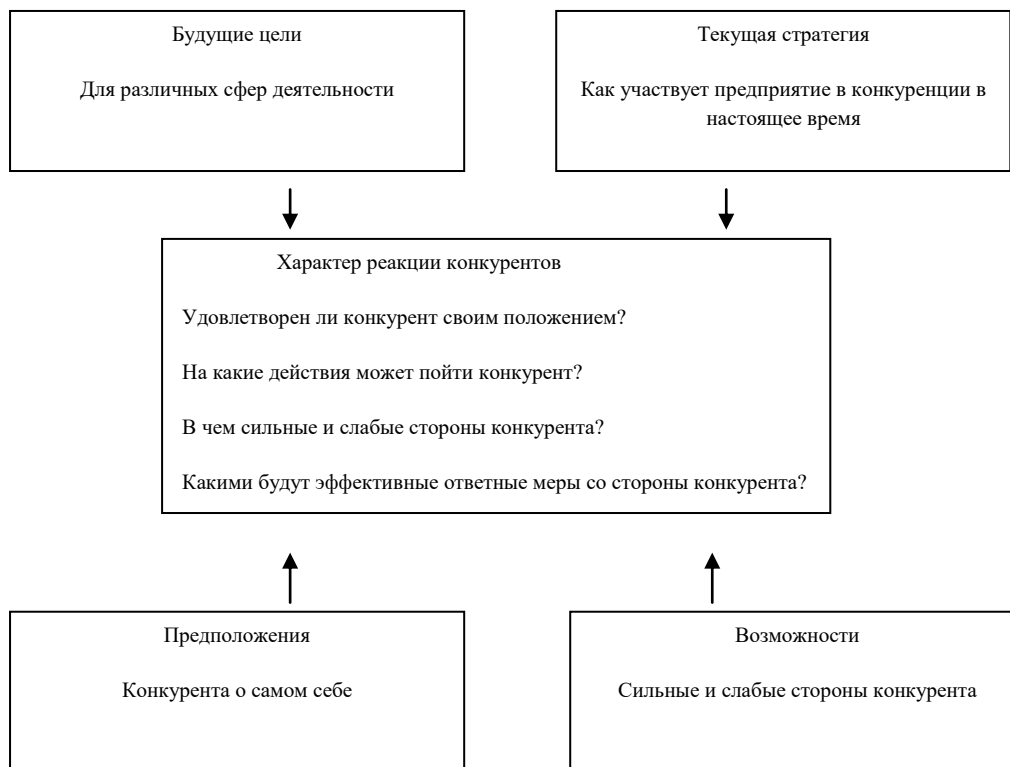 Будущие цели
Для различных сфер деятельности
Текущая стратегия
Как участвует предприятие в конкуренции в
настоящее время
Характер реакции конкурентов
Удовлетворен ли конкурент своим положением?
На какие действия может пойти конкурент?
В чем сильные и слабые стороны конкурента?
Какими будут эффективные ответные меры со стороны конкурента?
Предположения
Конкурента о самом себе
Возможности
Сильные и слабые стороны конкурента